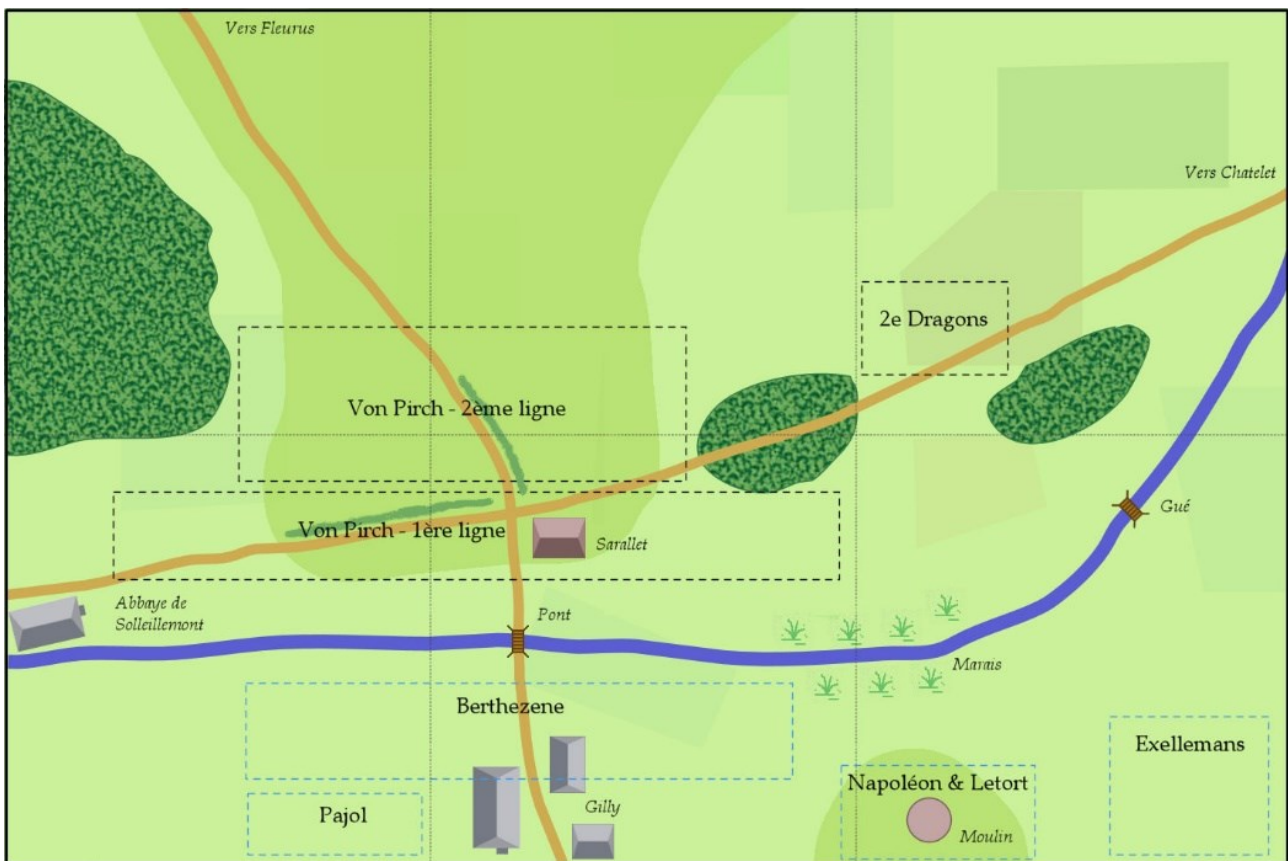 Vers Fleurus
Vers Chatelet
2e Dragons
Von Pirch - 2ème ligne
Von Pirch - 1ère ligne
Sarallet
Gué
Abbaye de
Solleillemont
Pont
Marais
Berthezene
Exellemans
Napoléon & Letort
Pajol
Gilly
Moulin